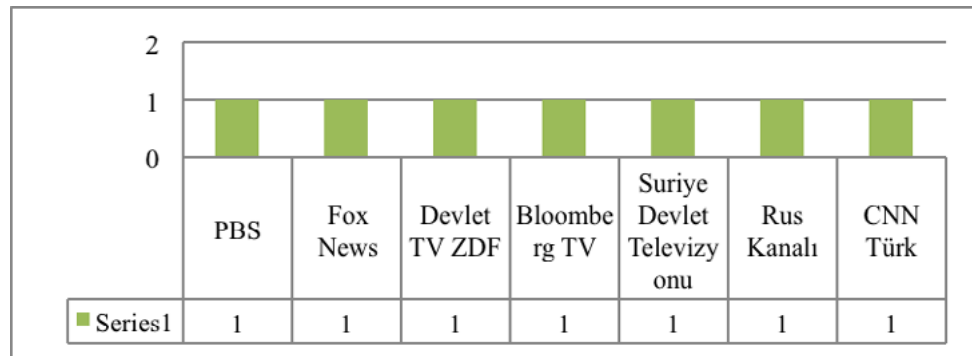 2
1
0
PBS
Fox
News
Devlet
TV ZDF
Bloombe
rg TV
Suriye
Devlet
Televizy
onu
Rus
Kanalı
CNN
Türk
Series1 1 1 1 1 1 1 1